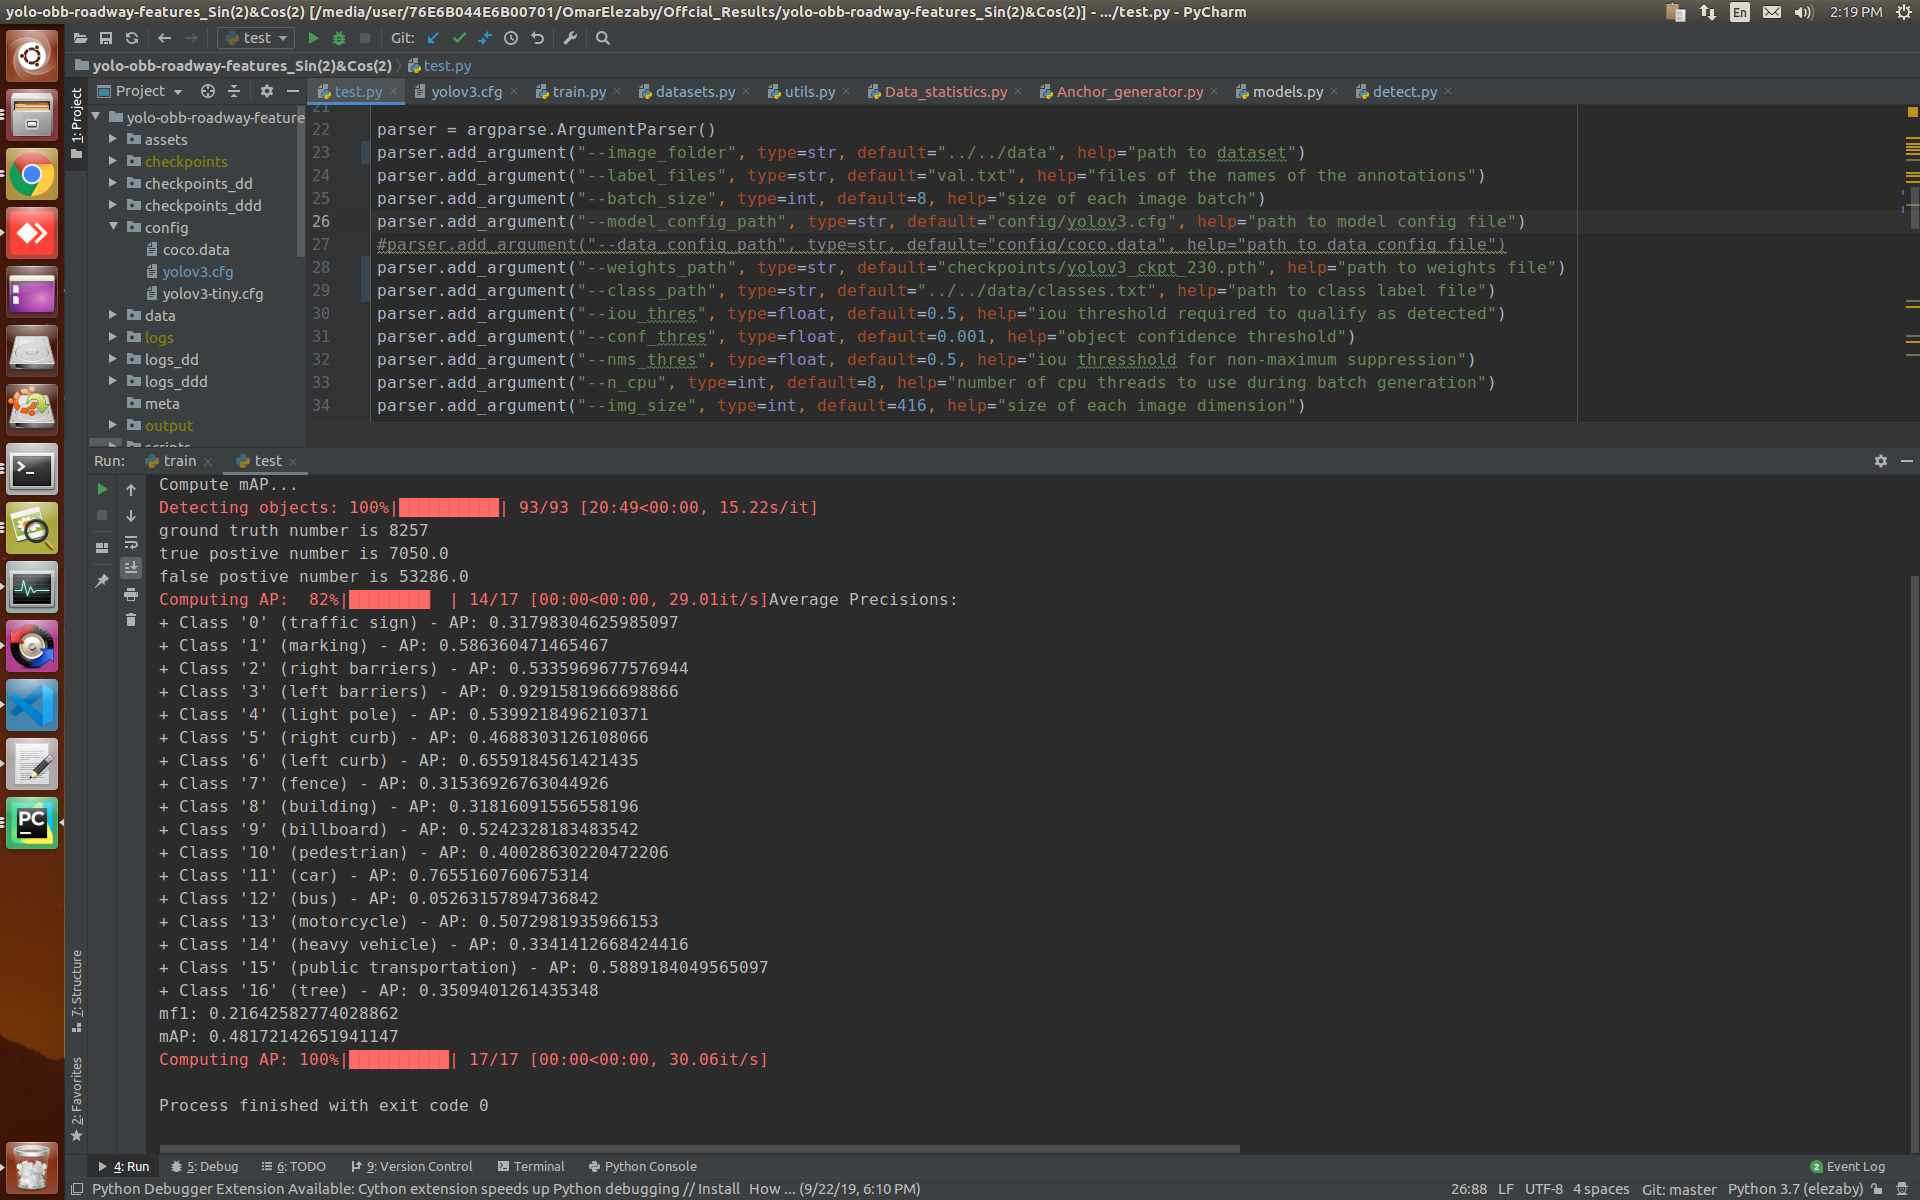 yolo-obb-roadway-features_Sin(2)&Cos(2) [/media/user/76E6B044E6B00701/OmarElezaby/Offcial_Results/yolo-obb-roadway-features_Sin(2)&Cos(2)] - .../test.py - PyCharm
En
2:19 PM
test
Git:
yolo-obb-roadway-features_Sin(2)&Cos(2)
test.py
Project
test.py
yolov3.cfg
train.py
datasets.py
utils.py
Data_statistics.py
Anchor_generator.py
models.py
detect.py
1: Project
yolo-obb-roadway-feature
assets
checkpoints
checkpoints_dd
checkpoints_ddd
config
coco.data
yolov3.cfg
yolov3-tiny.cfg
data
logs
logs_dd
logs_ddd
meta
output
scripts
21
22 parser = argparse.ArgumentParser()
23 parser.add_argument("--image_folder", type=str, default="../../data", help="path to dataset")
24 parser.add_argument("--label_files", type=str, default="val.txt", help="files of the names of the annotations")
25 parser.add_argument("--batch_size", type=int, default=8, help="size of each image batch")
26 parser.add_argument("--model_config_path", type=str, default="config/yolov3.cfg", help="path to model config file")
27 #parser.add_argument("--data_config_path", type=str, default="config/coco.data", help="path to data config file")
28 parser.add_argument("--weights_path", type=str, default="checkpoints/yolov3_ckpt_230.pth", help="path to weights file")
29 parser.add_argument("--class_path", type=str, default="../../data/classes.txt", help="path to class label file")
30 parser.add_argument("--iou_thres", type=float, default=0.5, help="iou threshold required to qualify as detected")
31 parser.add_argument("--conf_thres", type=float, default=0.001, help="object confidence threshold")
32 parser.add_argument("--nms_thres", type=float, default=0.5, help="iou thresshold for non-maximum suppression")
33 parser.add_argument("--n_cpu", type=int, default=8, help="number of cpu threads to use during batch generation")
34 parser.add_argument("--img_size", type=int, default=416, help="size of each image dimension")
Run:
train
test
Compute mAP...
Detecting objects: 100%|██████████| 93/93 [20:49<00:00, 15.22s/it]
ground truth number is 8257
true postive number is 7050.0
false postive number is 53286.0
Computing AP:  82%|████████  | 14/17 [00:00<00:00, 29.01it/s]Average Precisions:
+ Class '0' (traffic sign) - AP: 0.31798304625985097
+ Class '1' (marking) - AP: 0.586360471465467
+ Class '2' (right barriers) - AP: 0.5335969677576944
+ Class '3' (left barriers) - AP: 0.9291581966698866
+ Class '4' (light pole) - AP: 0.5399218496210371
+ Class '5' (right curb) - AP: 0.4688303126108066
+ Class '6' (left curb) - AP: 0.6559184561421435
+ Class '7' (fence) - AP: 0.31536926763044926
+ Class '8' (building) - AP: 0.31816091556558196
+ Class '9' (billboard) - AP: 0.5242328183483542
+ Class '10' (pedestrian) - AP: 0.40028630220472206
+ Class '11' (car) - AP: 0.7655160760675314
+ Class '12' (bus) - AP: 0.05263157894736842
+ Class '13' (motorcycle) - AP: 0.5072981935966153
+ Class '14' (heavy vehicle) - AP: 0.3341412668424416
+ Class '15' (public transportation) - AP: 0.5889184049565097
+ Class '16' (tree) - AP: 0.3509401261435348
mf1: 0.21642582774028862
mAP: 0.48172142651941147
Computing AP: 100%|██████████| 17/17 [00:00<00:00, 30.06it/s]
Process finished with exit code 0
PC
7: Structure
2: Favorites
4: Run
5: Debug
6: TODO
9: Version Control
Terminal
Python Console
2 Event Log
Python Debugger Extension Available: Cython extension speeds up Python debugging // Install  How ... (9/22/19, 6:10 PM)
26:88
LF
UTF-8
4 spaces
Git: master
Python 3.7 (elezaby)